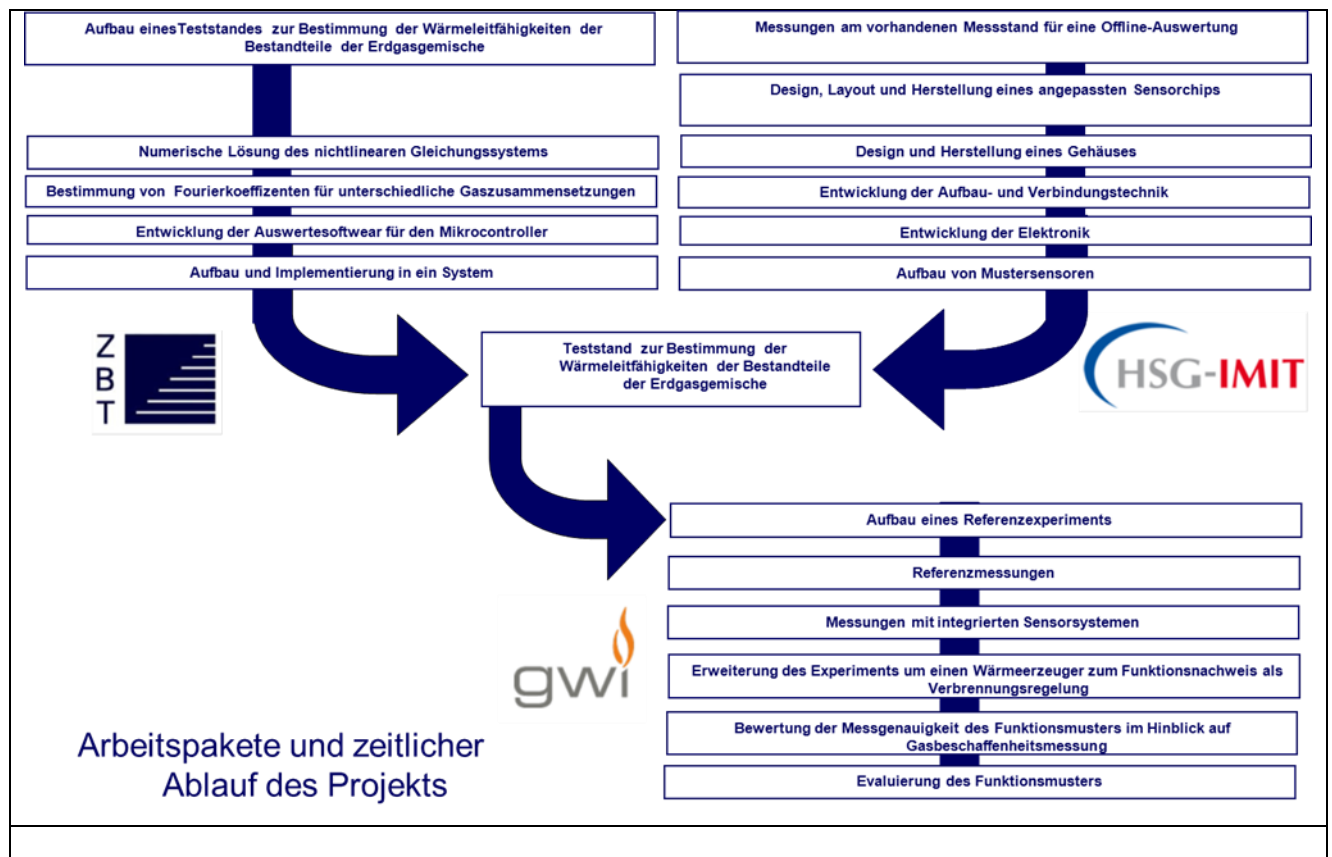 Aufbau einesTeststandes zur Bestimmung der Wärmeleitfähigkeiten der
Bestandteile der Erdgasgemische
Numerische Lösung des nichtlinearen Gleichungssystems
Bestimmung von Fourierkoeffizenten für unterschiedliche Gaszusammensetzungen
Entwicklung der Auswertesoftwear für den Mikrocontroller
Aufbau und Implementierung in ein System
Messungen am vorhandenen Messstand für eine Offline-Auswertung
Design, Layout und Herstellung eines angepassten Sensorchips
Design und Herstellung eines Gehäuses
Entwicklung der Aufbau- und Verbindungstechnik
Entwicklung der Elektronik
Aufbau von Mustersensoren
Z
B
T
Teststand zur Bestimmung der
Wärmeleitfähigkeiten der Bestandteile
der Erdgasgemische
HSG-IMIT
Aufbau eines Referenzexperiments
Referenzmessungen
Messungen mit integrierten Sensorsystemen
Erweiterung des Experiments um einen Wärmeerzeuger zum Funktionsnachweis als
Verbrennungsregelung
Bewertung der Messgenauigkeit des Funktionsmusters im Hinblick auf
Gasbeschaffenheitsmessung
Evaluierung des Funktionsmusters
gwi
Arbeitspakete und zeitlicher
Ablauf des Projekts